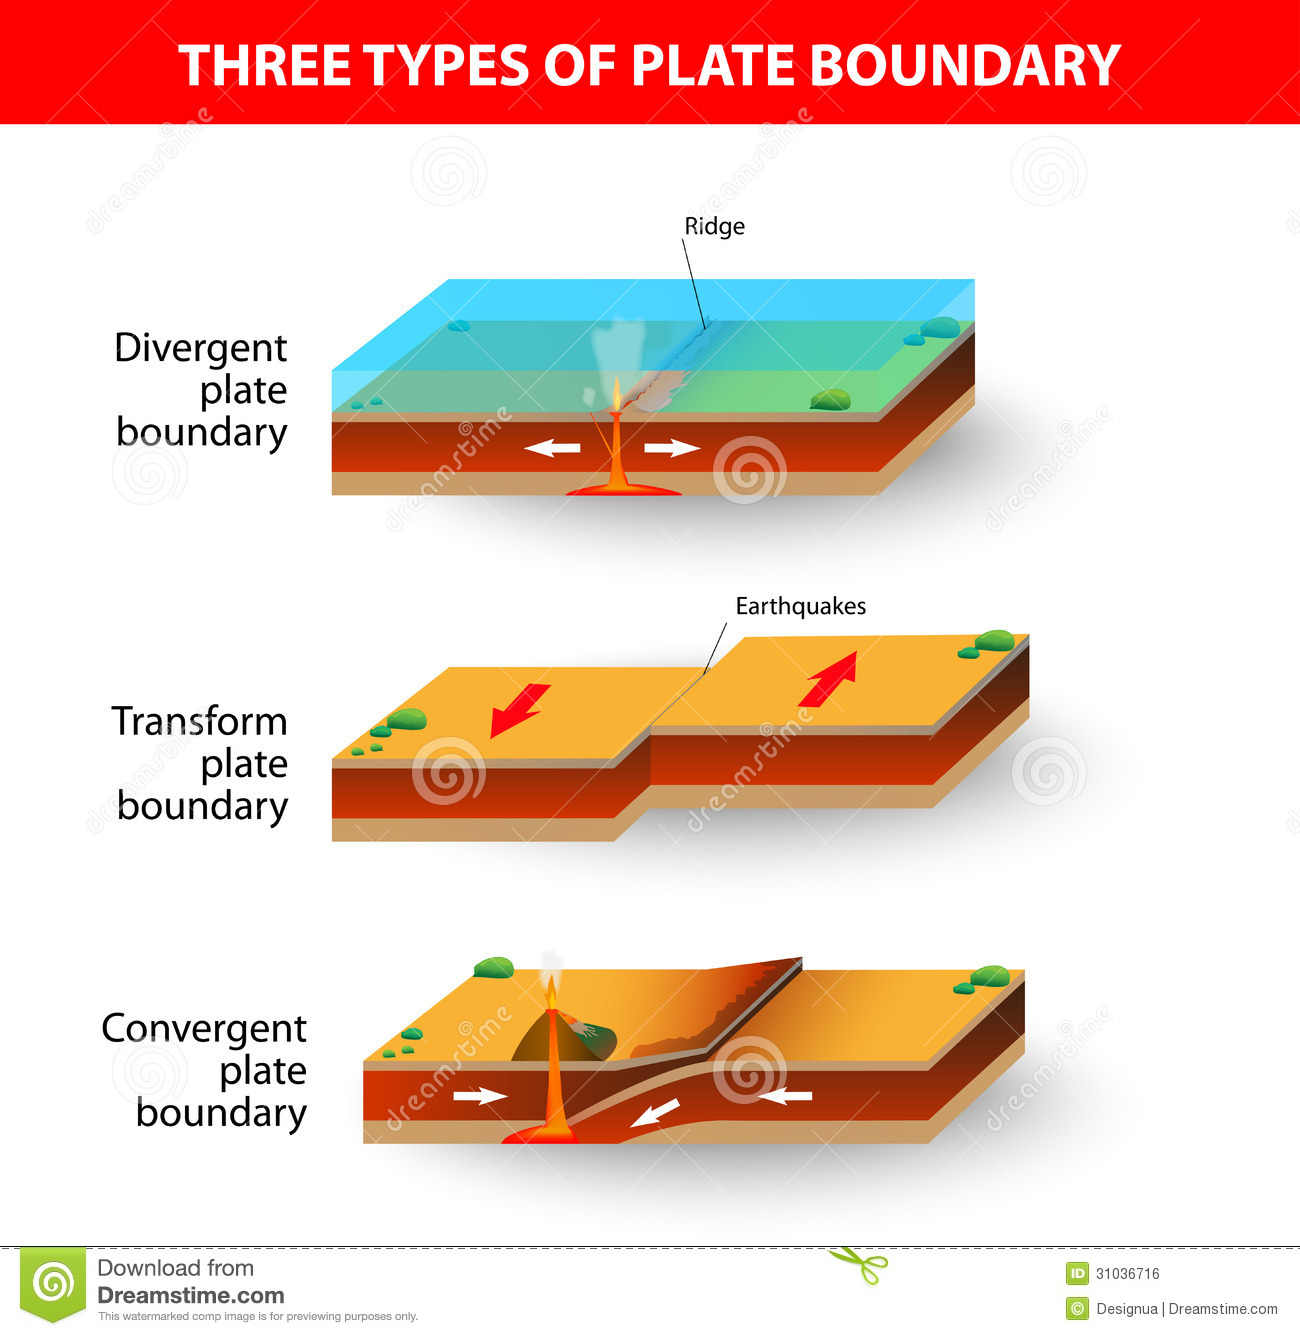 THREE TYPES OF PLATE BOUNDARY
Ridge
Divergent
plate
boundary
Earthquakes
Transform
plate
boundary
Convergent
plate
boundary
dreamstime
Download from
Dreamstime.com
This watermarked comp image is for previewing purposes only.
ID 31036716
© Designua | Dreamstime.com